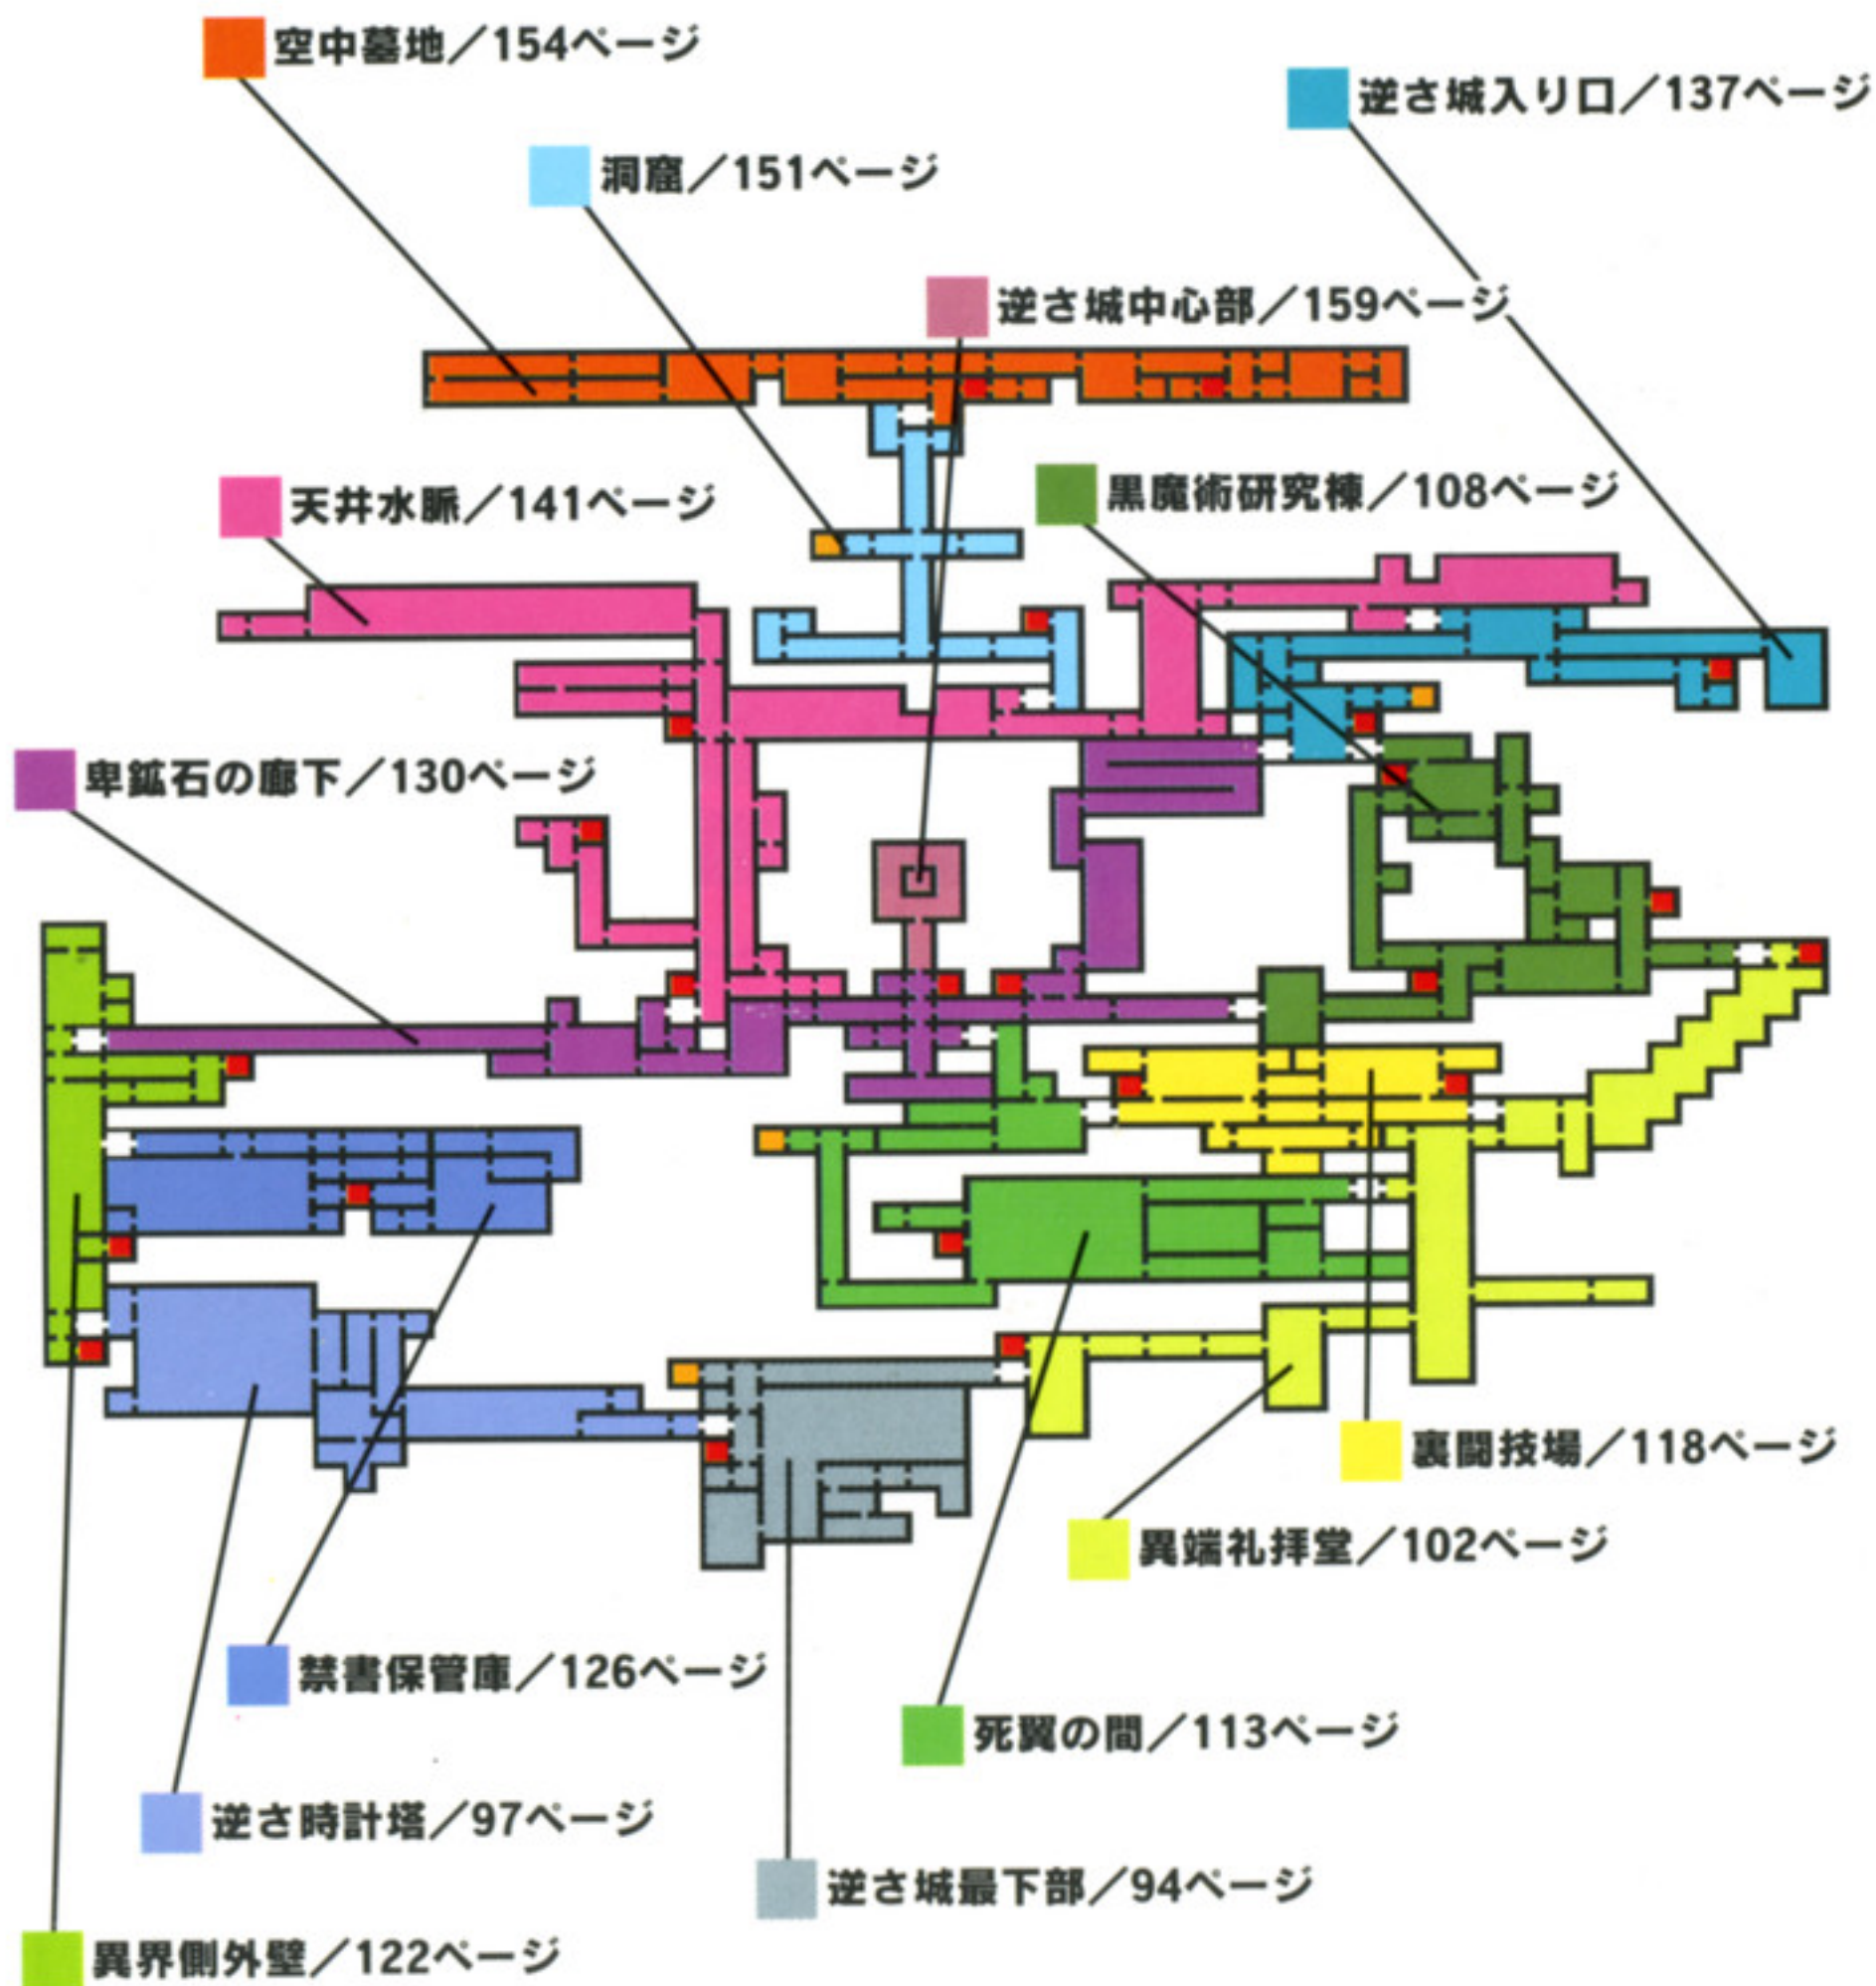 空中墓地／154ページ
逆さ城入り口／137ページ
洞窟／151ページ
逆さ城中心部／159ページ
天井水脈／141ページ
黒魔術研究棟／108ページ
卑鉱石の廊下／130ページ
裏闘技場／118ページ
異端礼拝堂／102ページ
禁書保管庫／126ページ
死翼の間／113ページ
逆さ時計塔／97ページ
逆さ城最下部／94ページ
異界側外壁／122ページ